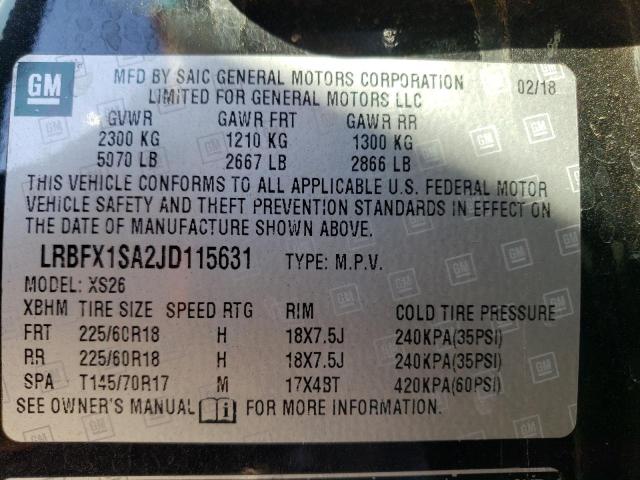 GM
MFD BY SAIC GENERAL MOTORS CORPORATION 02/18
LIMITED FOR GENERAL MOTORS LLC
GVWR GAWR FRT GAWR RR
2300 KG 1210 KG 1300 KG
5070 LB 2667 LB 2866 LB
THIS VEHICLE CONFORMS TO ALL APPLICABLE U.S. FEDERAL MOTOR
VEHICLE SAFETY AND THEFT PREVENTION STANDARDS IN EFFECT ON
THE DATE OF MANUFACTURE SHOWN ABOVE.
LRBFX1SA2JD115631 TYPE: M.P.V.
MODEL: XS26
XBHM TIRE SIZE SPEED RTG RIM COLD TIRE PRESSURE
FRT 225/60R18 H 18X7.5J 240KPA(35PSI)
RR 225/60R18 H 18X7.5J 240KPA(35PSI)
SPA T145/70R17 M 17X4BT 420KPA(60PSI)
SEE OWNER'S MANUAL i FOR MORE INFORMATION.